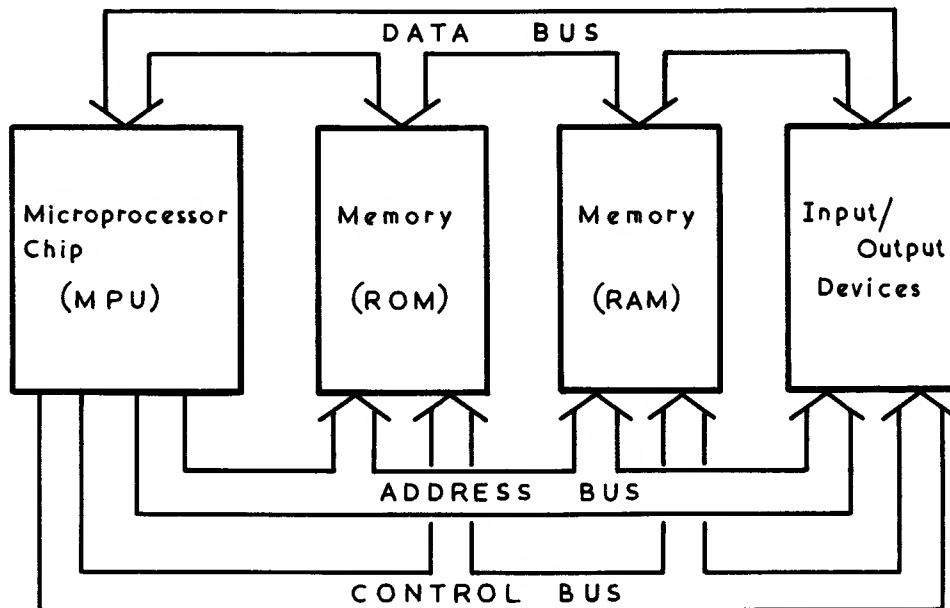 DATA BUS
Microprocessor
Chip
(MPU)
Memory
(ROM)
Memory
(RAM)
Input/
Output
Devices
ADDRESS BUS
CONTROL BUS